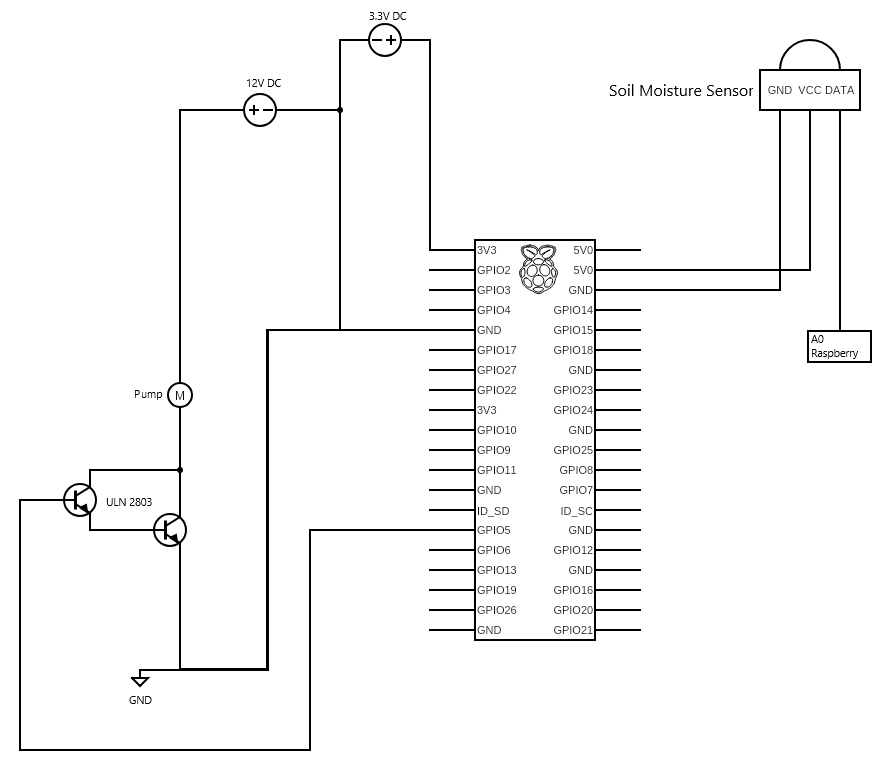 3.3V DC
12V DC
Soil Moisture Sensor
GND VCC DATA
3V3 5V0
GPIO2 5V0
GPIO3 GND
GPIO4 GPIO14
GND GPIO15
GPIO17 GPIO18
GPIO27 GND
GPIO22 GPIO23
3V3 GPIO24
GPIO10 GND
GPIO9 GPIO25
GPIO11 GPIO8
GND GPIO7
ID_SD ID_SC
GPIO5 GND
GPIO6 GPIO12
GPIO13 GND
GPIO19 GPIO16
GPIO26 GPIO20
GND GPIO21
A0
Raspberry
Pump M
ULN 2803
GND